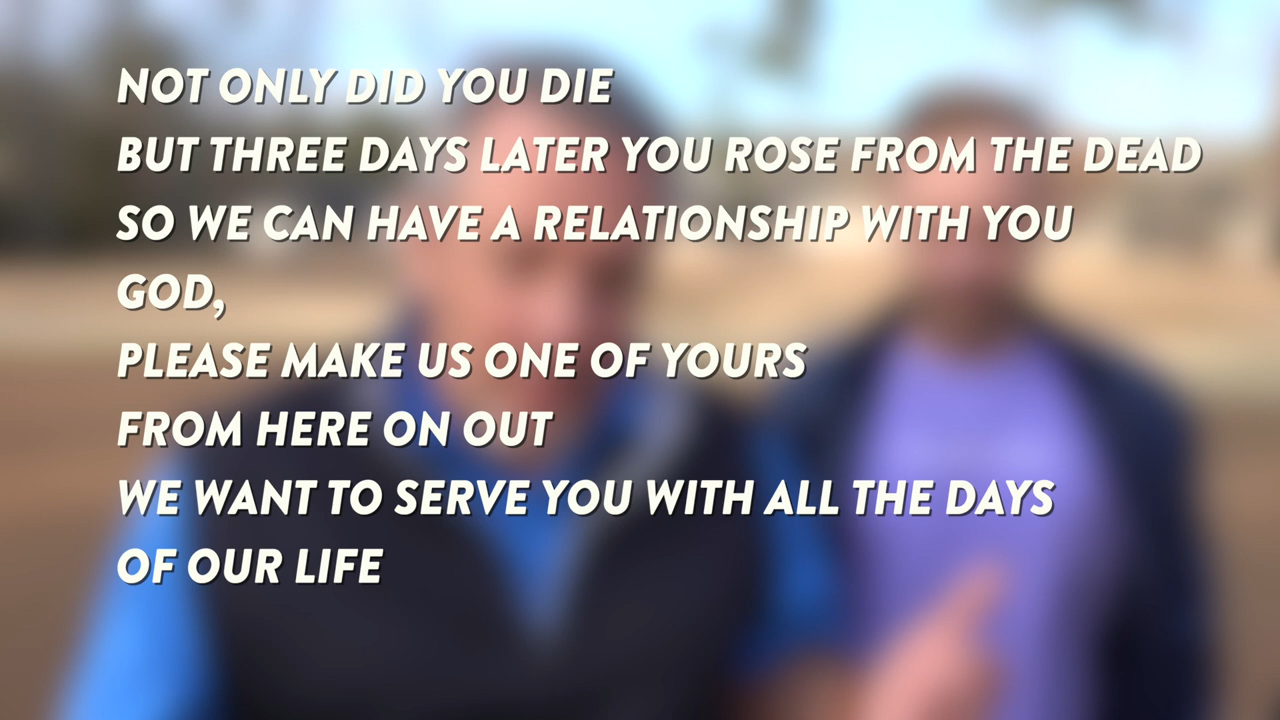 NOT ONLY DID YOU DIE
BUT THREE DAYS LATER YOU ROSE FROM THE DEAD
SO WE CAN HAVE A RELATIONSHIP WITH YOU
GOD,
PLEASE MAKE US ONE OF YOURS
FROM HERE ON OUT
WE WANT TO SERVE YOU WITH ALL THE DAYS
OF OUR LIFE